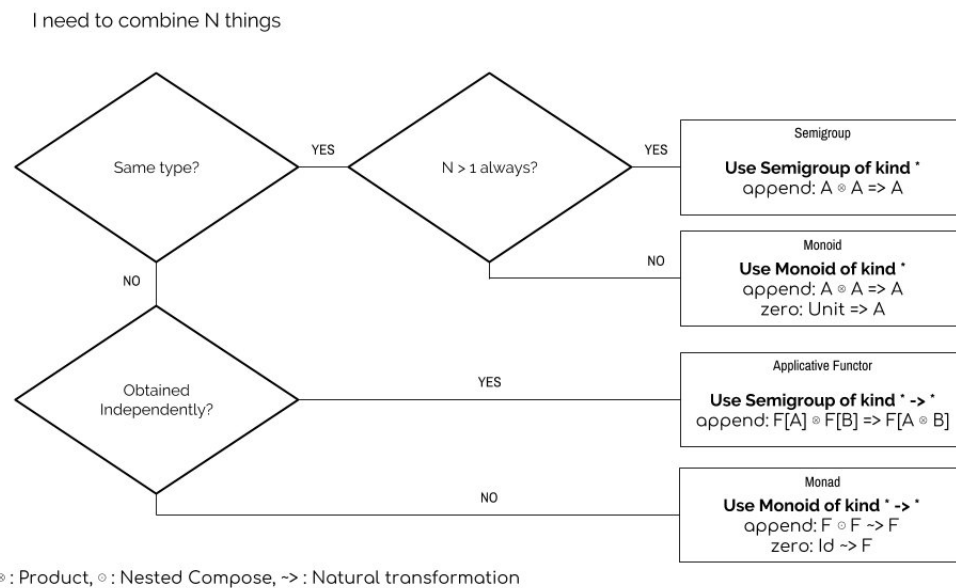 I need to combine N things
Same type?
YES
N > 1 always?
YES
Semigroup
Use Semigroup of kind *
append: A ⊗ A => A
NO
Monoid
Use Monoid of kind *
append: A ⊗ A => A
zero: Unit => A
NO
Obtained
Independently?
YES
Applicative Functor
Use Semigroup of kind * -> *
append: F[A] ⊗ F[B] => F[A ⊗ B]
NO
Monad
Use Monoid of kind * -> *
append: F ⊙ F ~> F
zero: Id ~> F
⊗ : Product, ⊙ : Nested Compose, ~> : Natural transformation